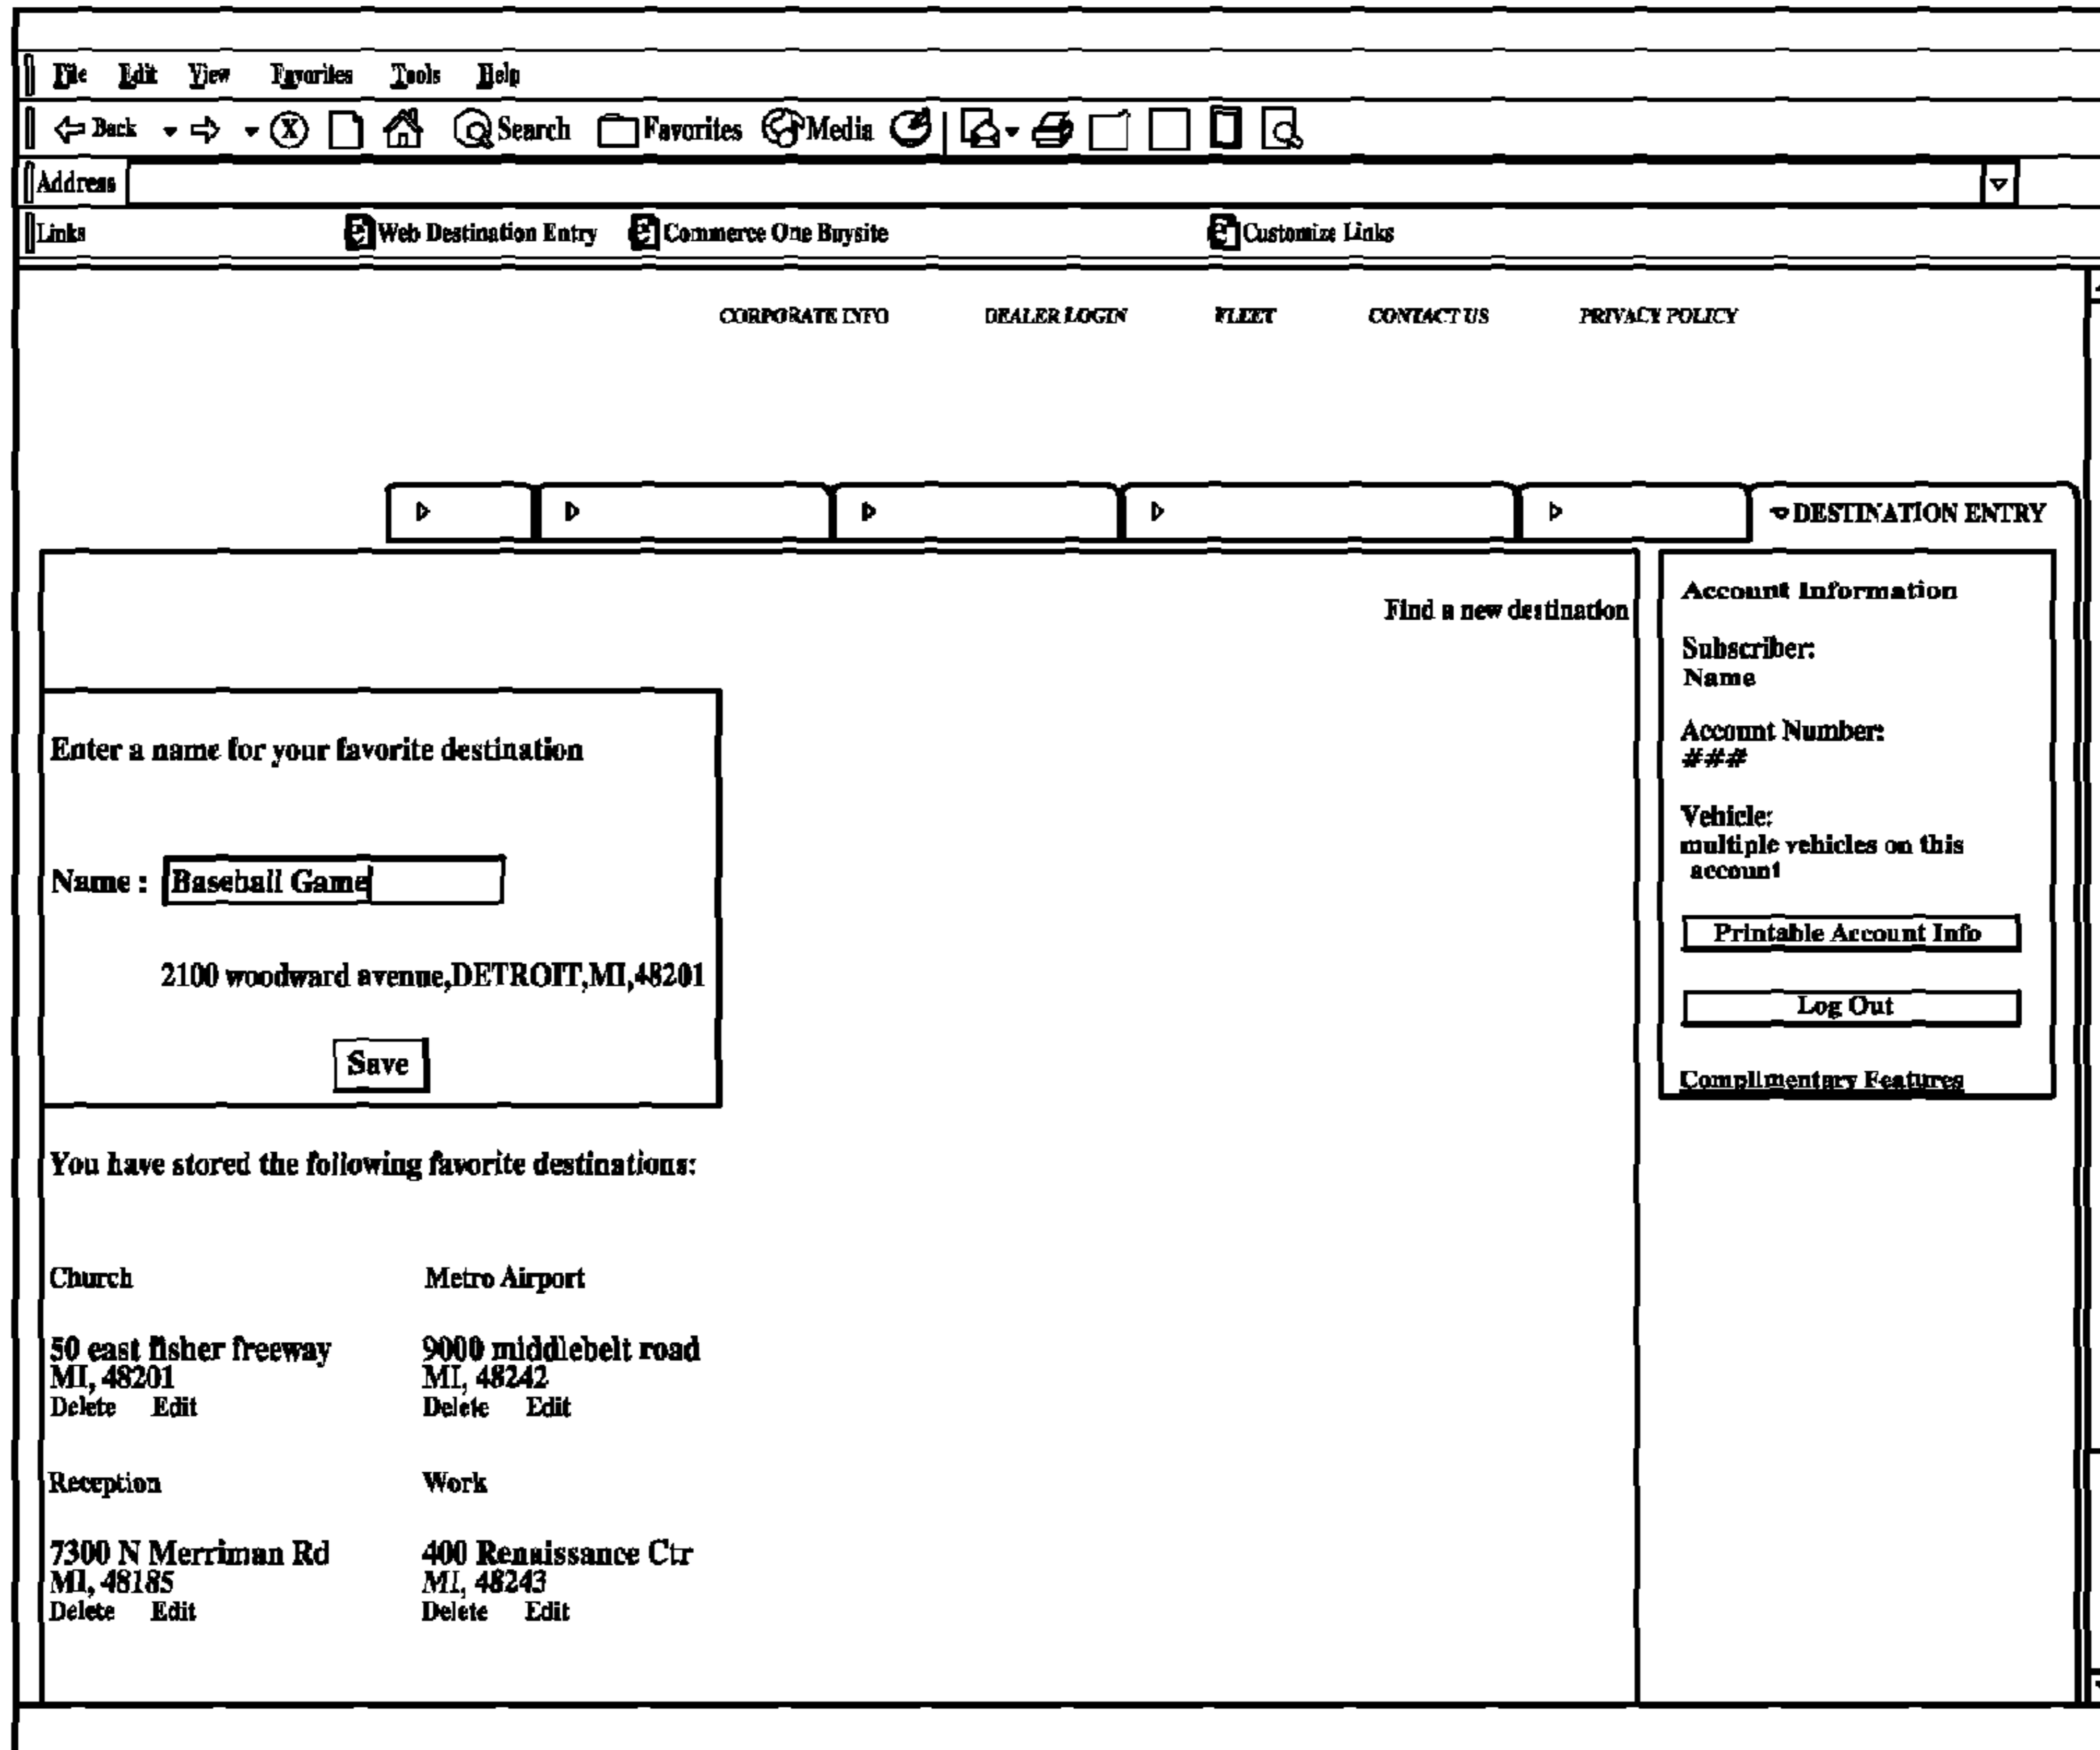 File Edit View Favorites Tools Help
Back X Search Favorites Media
Address
Links Web Destination Entry Commerce One Buysite Customize Links
CORPORATE INFO DEALER LOGIN FLEET CONTACT US PRIVACY POLICY
DESTINATION ENTRY
Find a new destination
Enter a name for your favorite destination
Name : Baseball Game
2100 woodward avenue,DETROIT,MI,48201
Save
You have stored the following favorite destinations:
Church
50 east fisher freeway
MI, 48201
Delete Edit
Metro Airport
9000 middlebelt road
MI, 48242
Delete Edit
Reception
7300 N Merriman Rd
MI, 48185
Delete Edit
Work
400 Renaissance Ctr
MI, 48243
Delete Edit
Account Information
Subscriber:
Name
Account Number:
###
Vehicle:
multiple vehicles on this
account
Printable Account Info
Log Out
Complimentary Features